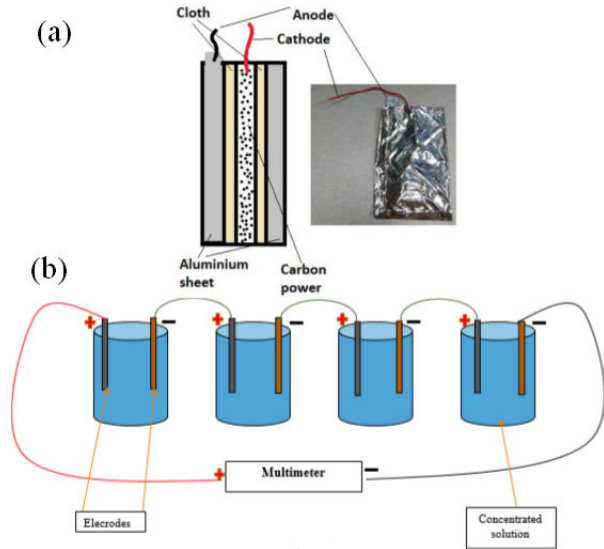 (a)
Cloth
Anode
Cathode
Aluminium
sheet
Carbon
power
(b)
+ − + − + − + −
+ Multimeter −
Elecrodes
Concentrated
solution